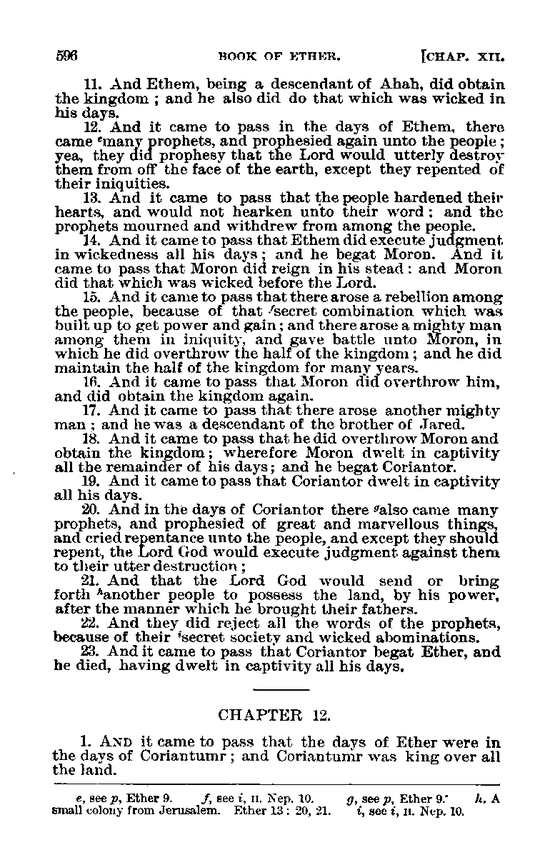 596 BOOK OF ETHER. [CHAP. XII.
11. And Ethem, being a descendant of Ahah, did obtain
the kingdom ; and he also did do that which was wicked in
his days.
12. And it came to pass in the days of Ethem, there
came ᵉmany prophets, and prophesied again unto the people ;
yea, they did prophesy that the Lord would utterly destroy
them from off the face of the earth, except they repented of
their iniquities.
13. And it came to pass that the people hardened their
hearts, and would not hearken unto their word ; and the
prophets mourned and withdrew from among the people.
14. And it came to pass that Ethem did execute judgment
in wickedness all his days ; and he begat Moron. And it
came to pass that Moron did reign in his stead : and Moron
did that which was wicked before the Lord.
15. And it came to pass that there arose a rebellion among
the people, because of that ᶠsecret combination which was
built up to get power and gain ; and there arose a mighty man
among them in iniquity, and gave battle unto Moron, in
which he did overthrow the half of the kingdom ; and he did
maintain the half of the kingdom for many years.
16. And it came to pass that Moron did overthrow him,
and did obtain the kingdom again.
17. And it came to pass that there arose another mighty
man ; and he was a descendant of the brother of Jared.
18. And it came to pass that he did overthrow Moron and
obtain the kingdom ; wherefore Moron dwelt in captivity
all the remainder of his days ; and he begat Coriantor.
19. And it came to pass that Coriantor dwelt in captivity
all his days.
20. And in the days of Coriantor there ᵍalso came many
prophets, and prophesied of great and marvellous things,
and cried repentance unto the people, and except they should
repent, the Lord God would execute judgment against them
to their utter destruction ;
21. And that the Lord God would send or bring
forth ʰanother people to possess the land, by his power,
after the manner which he brought their fathers.
22. And they did reject all the words of the prophets,
because of their ⁱsecret society and wicked abominations.
23. And it came to pass that Coriantor begat Ether, and
he died, having dwelt in captivity all his days.
CHAPTER 12.
1. AND it came to pass that the days of Ether were in
the days of Coriantumr ; and Coriantumr was king over all
the land.
e, see p, Ether 9. f, see i, II. Nep. 10. g, see p, Ether 9. h. A
small colony from Jerusalem. Ether 13 : 20, 21. i, see i, II. Nep. 10.